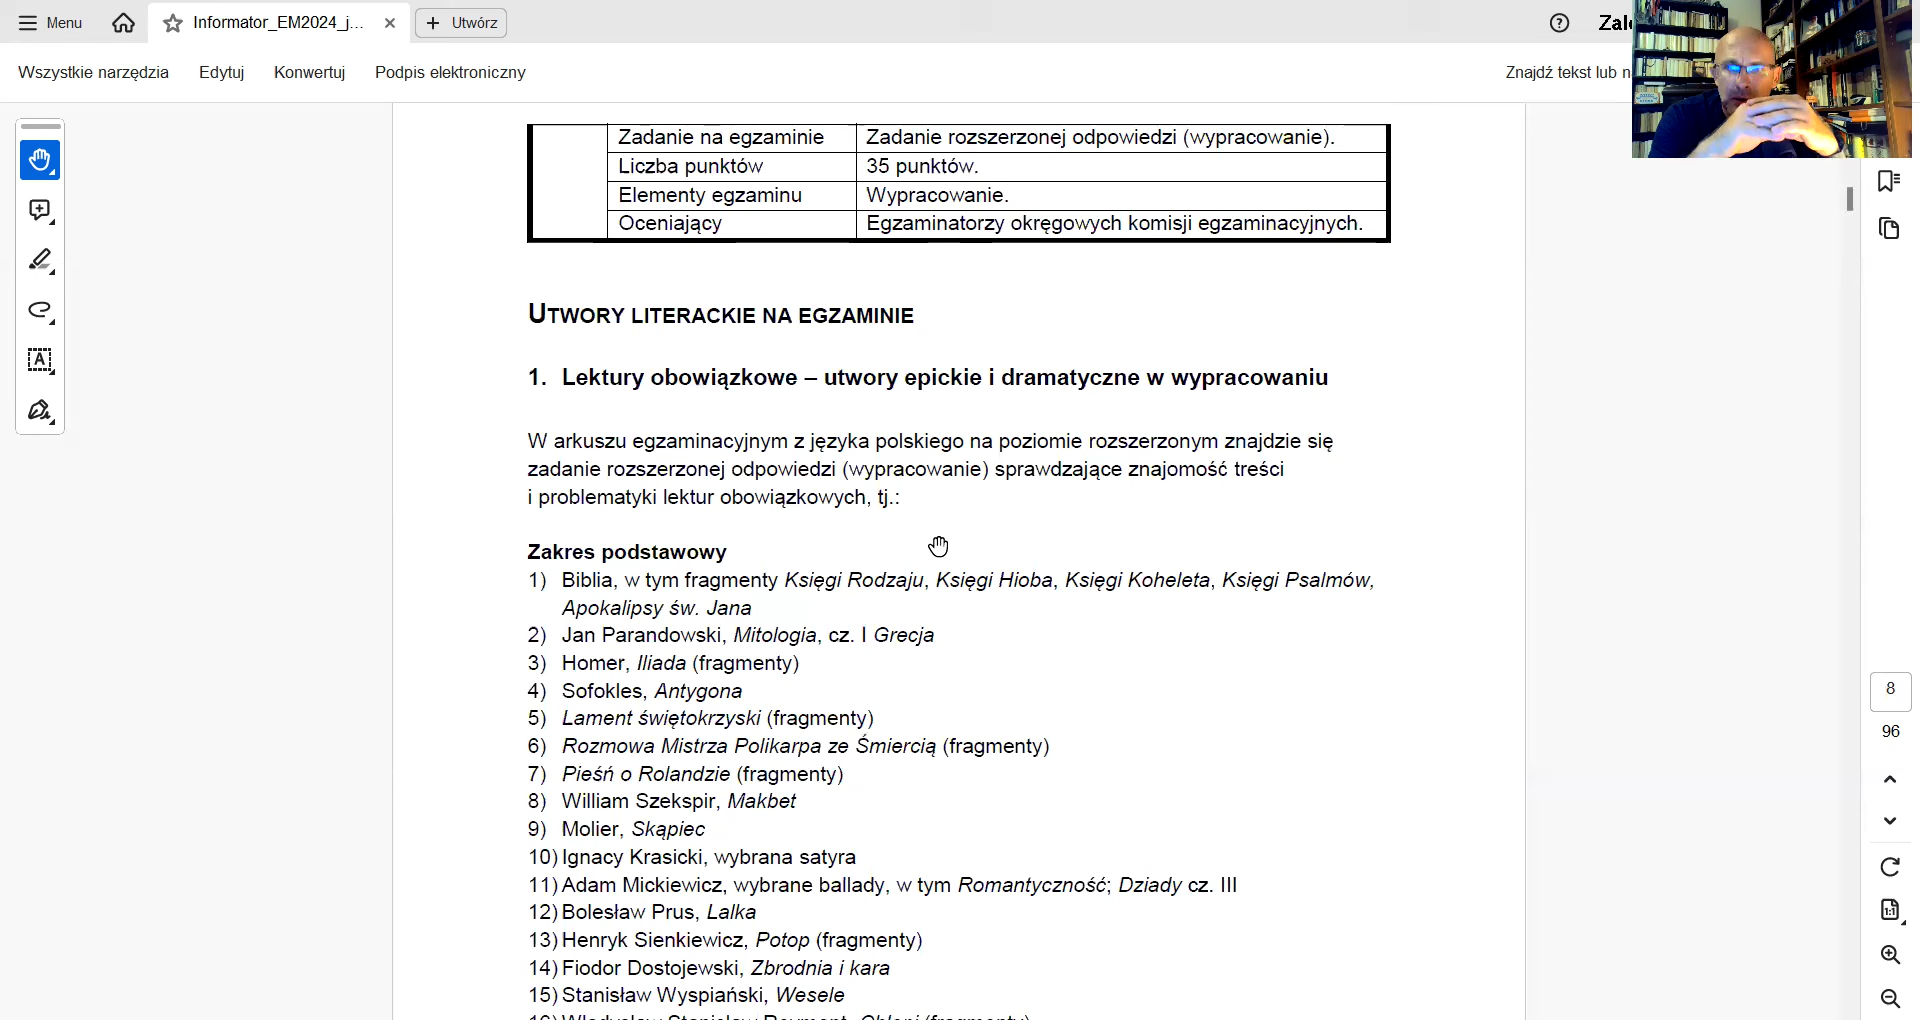 Menu
Informator_EM2024_j...
Utwórz
Zal
Wszystkie narzędzia
Edytuj
Konwertuj
Podpis elektroniczny
Znajdź tekst lub n
Zadanie na egzaminie Zadanie rozszerzonej odpowiedzi (wypracowanie).
Liczba punktów 35 punktów.
Elementy egzaminu Wypracowanie.
Oceniający Egzaminatorzy okręgowych komisji egzaminacyjnych.
UTWORY LITERACKIE NA EGZAMINIE
1. Lektury obowiązkowe – utwory epickie i dramatyczne w wypracowaniu
W arkuszu egzaminacyjnym z języka polskiego na poziomie rozszerzonym znajdzie się
zadanie rozszerzonej odpowiedzi (wypracowanie) sprawdzające znajomość treści
i problematyki lektur obowiązkowych, tj.:
Zakres podstawowy
1) Biblia, w tym fragmenty Księgi Rodzaju, Księgi Hioba, Księgi Koheleta, Księgi Psalmów,
Apokalipsy św. Jana
2) Jan Parandowski, Mitologia, cz. I Grecja
3) Homer, Iliada (fragmenty)
4) Sofokles, Antygona
5) Lament świętokrzyski (fragmenty)
6) Rozmowa Mistrza Polikarpa ze Śmiercią (fragmenty)
7) Pieśń o Rolandzie (fragmenty)
8) William Szekspir, Makbet
9) Molier, Skąpiec
10) Ignacy Krasicki, wybrana satyra
11) Adam Mickiewicz, wybrane ballady, w tym Romantyczność; Dziady cz. III
12) Bolesław Prus, Lalka
13) Henryk Sienkiewicz, Potop (fragmenty)
14) Fiodor Dostojewski, Zbrodnia i kara
15) Stanisław Wyspiański, Wesele
8
96